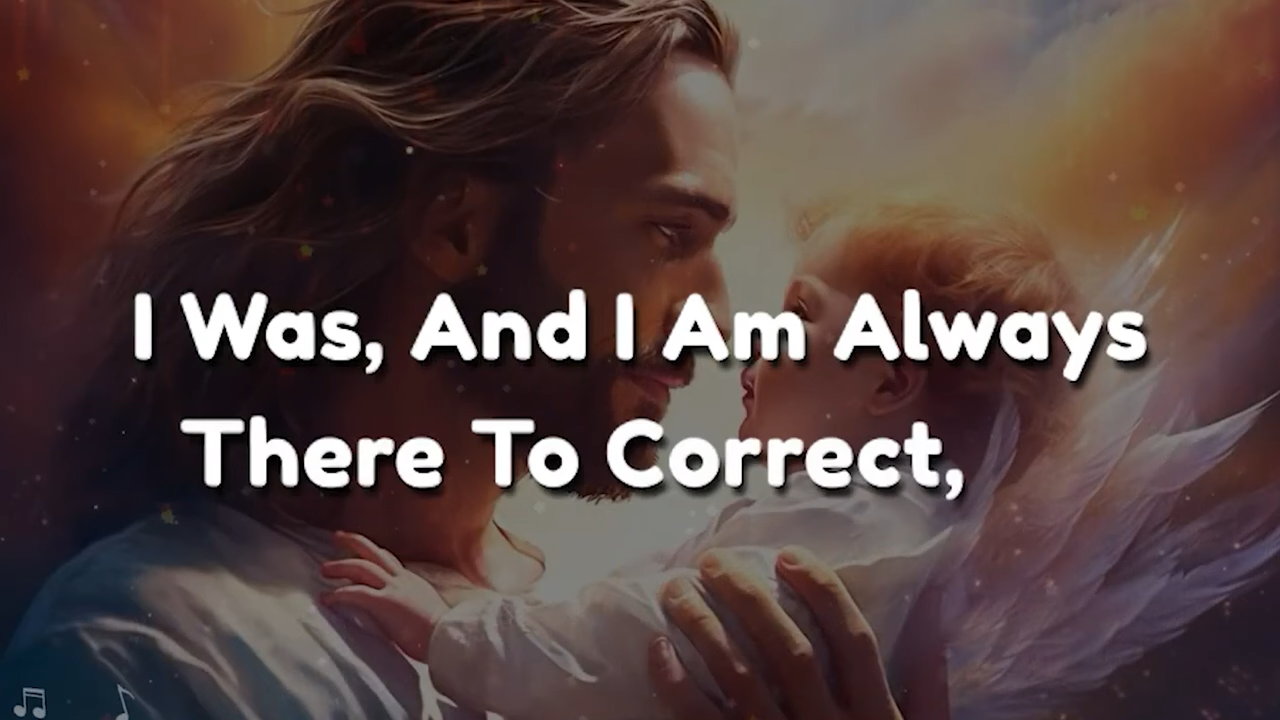 I Was, And I Am Always
There To Correct,